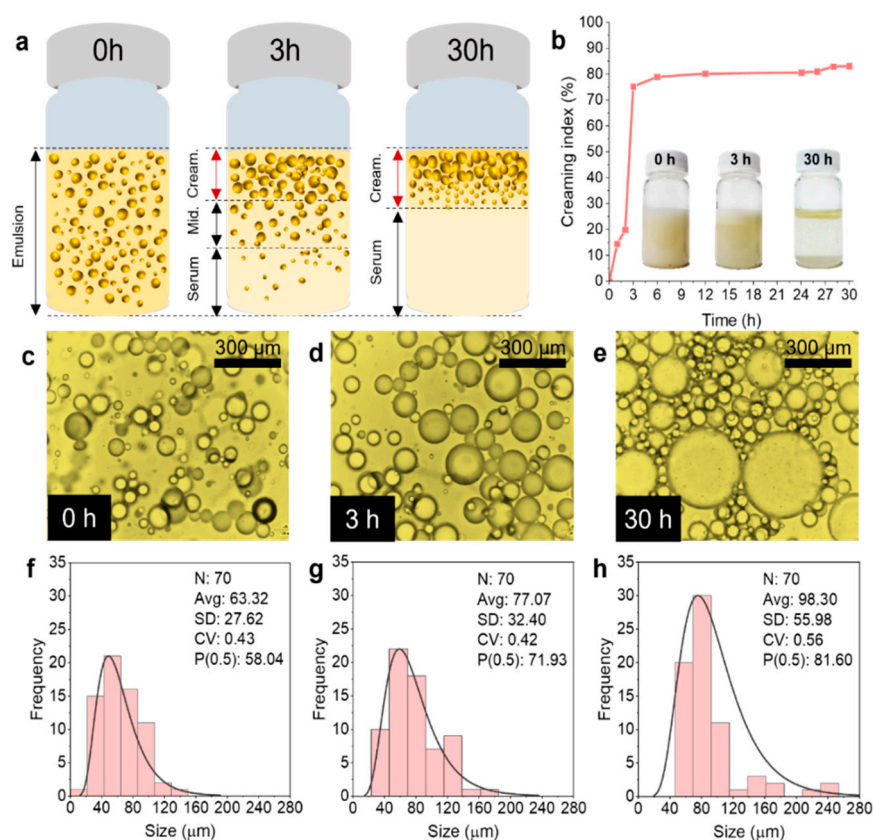 a
0h
3h
30h
Emulsion
Cream.
Mid.
Serum
Cream.
Serum
b
Creaming index (%)
100
90
80
70
60
50
40
30
20
10
0
0 h
3 h
30 h
0 3 6 9 12 15 18 21 24 27 30
Time (h)
c
300 µm
0 h
d
300 µm
3 h
e
300 µm
30 h
f
N: 70
Avg: 63.32
SD: 27.62
CV: 0.43
P(0.5): 58.04
Frequency
35
30
25
20
15
10
5
0
0 40 80 120 160 200 240 280
Size (µm)
g
N: 70
Avg: 77.07
SD: 32.40
CV: 0.42
P(0.5): 71.93
Frequency
35
30
25
20
15
10
5
0
0 40 80 120 160 200 240 280
Size (µm)
h
N: 70
Avg: 98.30
SD: 55.98
CV: 0.56
P(0.5): 81.60
Frequency
35
30
25
20
15
10
5
0
0 40 80 120 160 200 240 280
Size (µm)